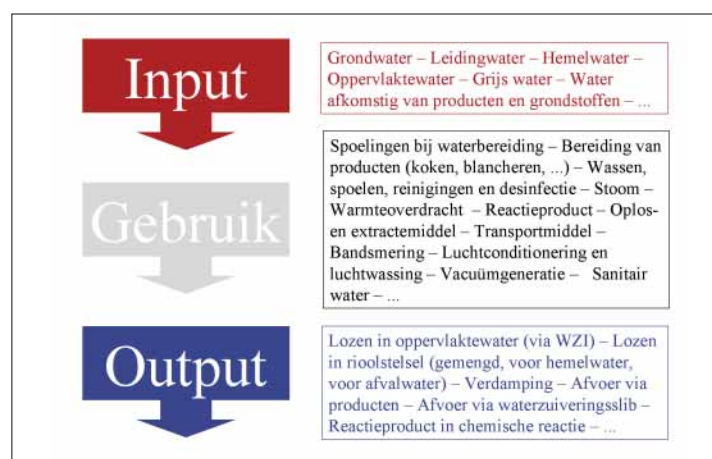 Input
Grondwater – Leidingwater – Hemelwater –
Oppervlaktewater – Grijs water – Water
afkomstig van producten en grondstoffen – ...
Gebruik
Spoelingen bij waterbereiding – Bereiding van
producten (koken, blancheren, ...) – Wassen,
spoelen, reinigingen en desinfectie – Stoom –
Warmteoverdracht – Reactieproduct – Oplos-
en extractemiddel – Transportmiddel –
Bandsmering – Luchtconditionering en
luchtwassing – Vacuümgeneratie – Sanitair
water – ...
Output
Lozen in oppervlaktewater (via WZI) – Lozen
in rioolstelsel (gemengd, voor hemelwater,
voor afvalwater) – Verdamping – Afvoer via
producten – Afvoer via waterzuiveringsslib –
Reactieproduct in chemische reactie – ...